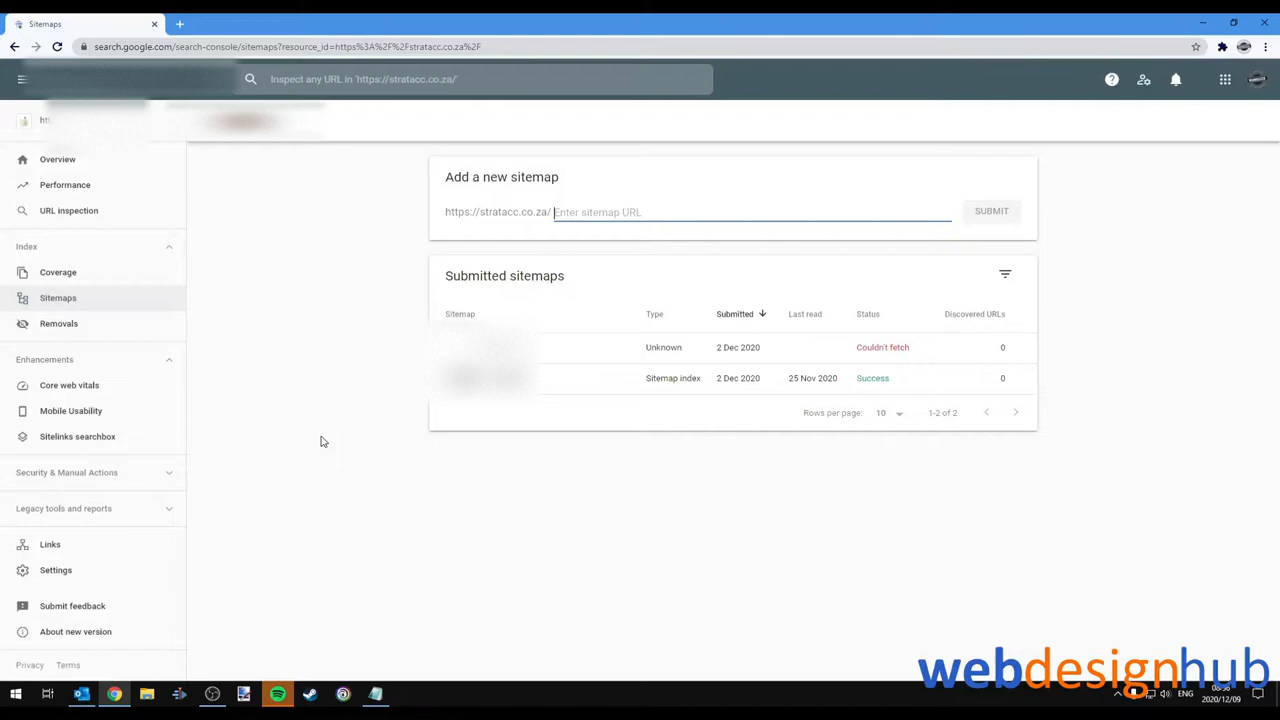 Sitemaps
search.google.com/search-console/sitemaps?resource_id=https%3A%2F%2Fstratacc.co.za%2F
Inspect any URL in 'https://stratacc.co.za/'
Overview
Performance
URL inspection
Index
Coverage
Sitemaps
Removals
Enhancements
Core web vitals
Mobile Usability
Sitelinks searchbox
Security & Manual Actions
Legacy tools and reports
Links
Settings
Submit feedback
About new version
Privacy Terms
Add a new sitemap
https://stratacc.co.za/ Enter sitemap URL SUBMIT
Submitted sitemaps
Sitemap Type Submitted Last read Status Discovered URLs
Unknown 2 Dec 2020 Couldn't fetch 0
Sitemap index 2 Dec 2020 25 Nov 2020 Success 0
Rows per page: 10 1-2 of 2
webdesignhub
ENG
2020/12/09